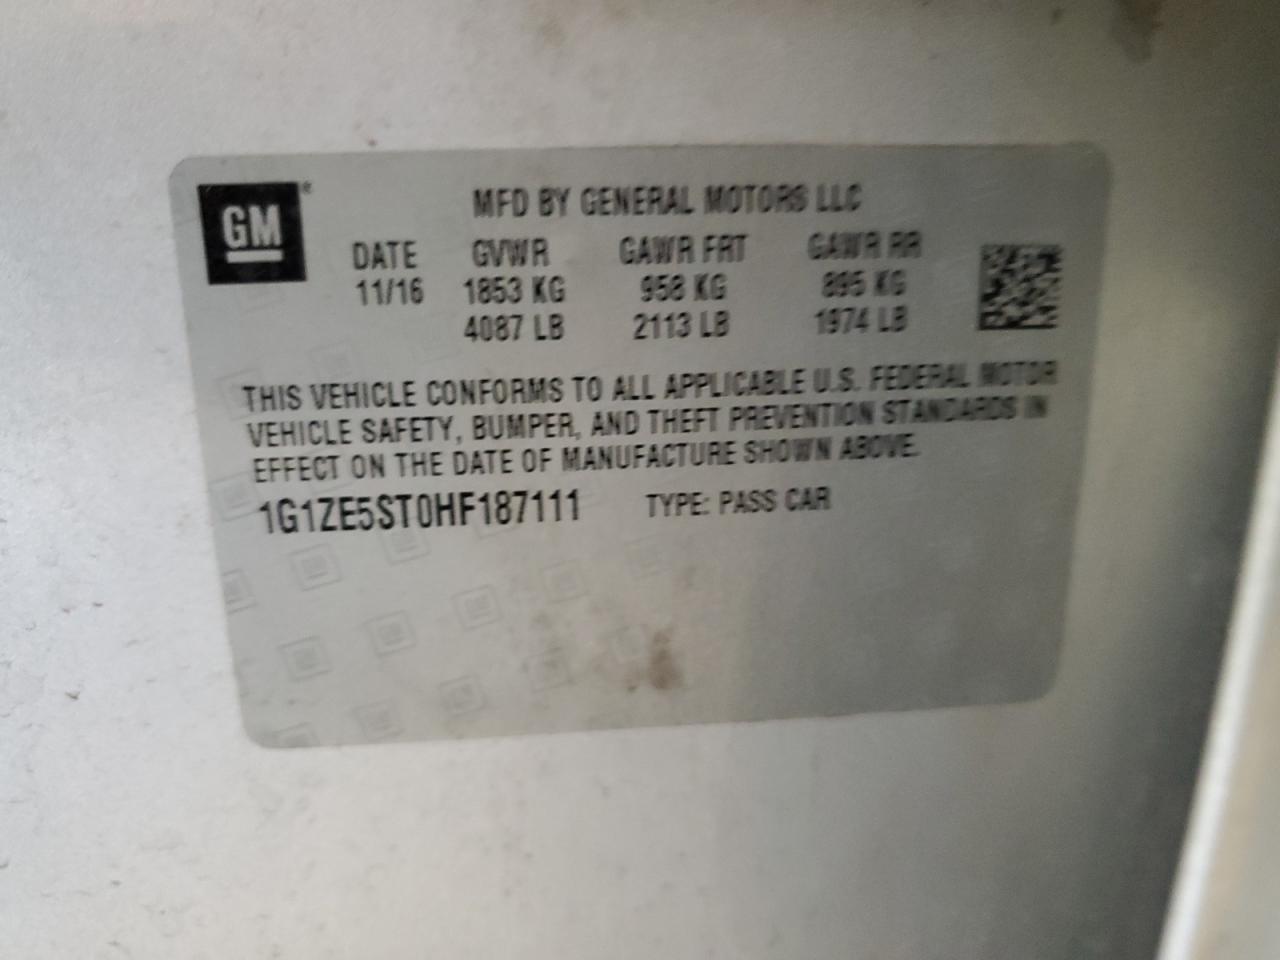 GM®
MFD BY GENERAL MOTORS LLC
DATE GVWR GAWR FRT GAWR RR
11/16 1853 KG 958 KG 895 KG
4087 LB 2113 LB 1974 LB
THIS VEHICLE CONFORMS TO ALL APPLICABLE U.S. FEDERAL MOTOR
VEHICLE SAFETY, BUMPER, AND THEFT PREVENTION STANDARDS IN
EFFECT ON THE DATE OF MANUFACTURE SHOWN ABOVE.
1G1ZE5ST0HF187111 TYPE: PASS CAR